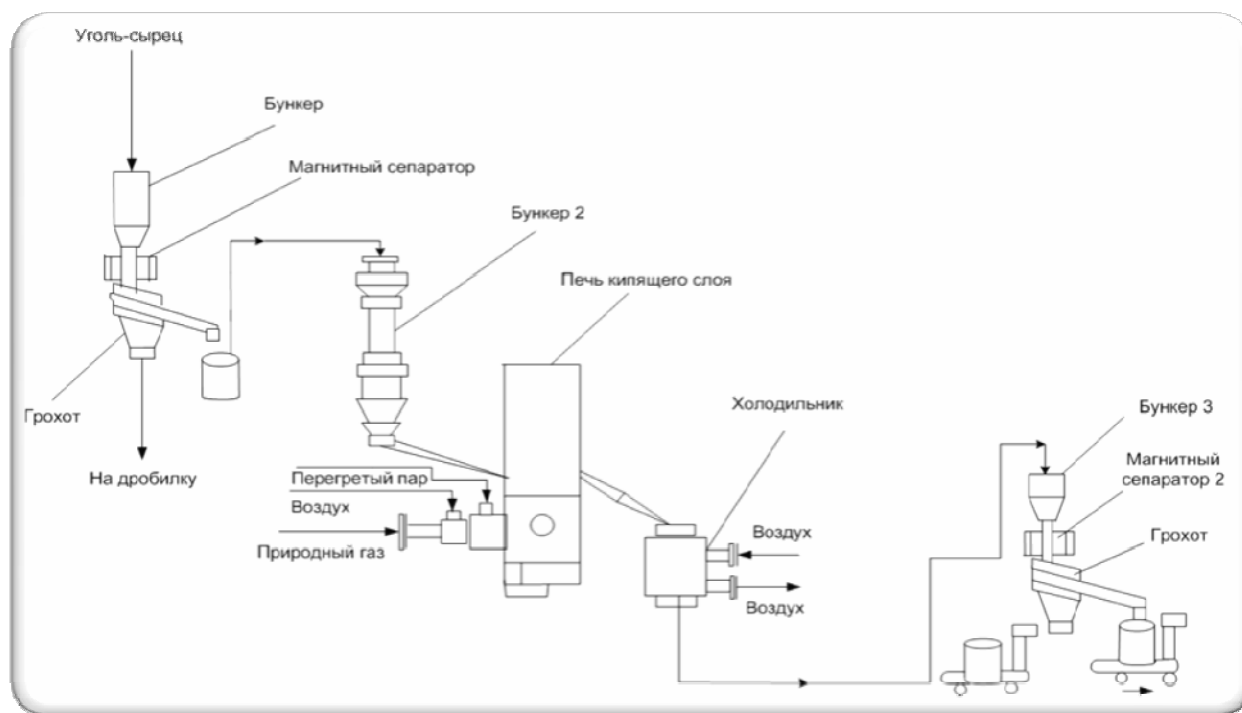 Уголь-сырец
Бункер
Магнитный сепаратор
Бункер 2
Печь кипящего слоя
Грохот
На дробилку
Перегретый пар
Воздух
Природный газ
Холодильник
Воздух
Воздух
Бункер 3
Магнитный
сепаратор 2
Грохот